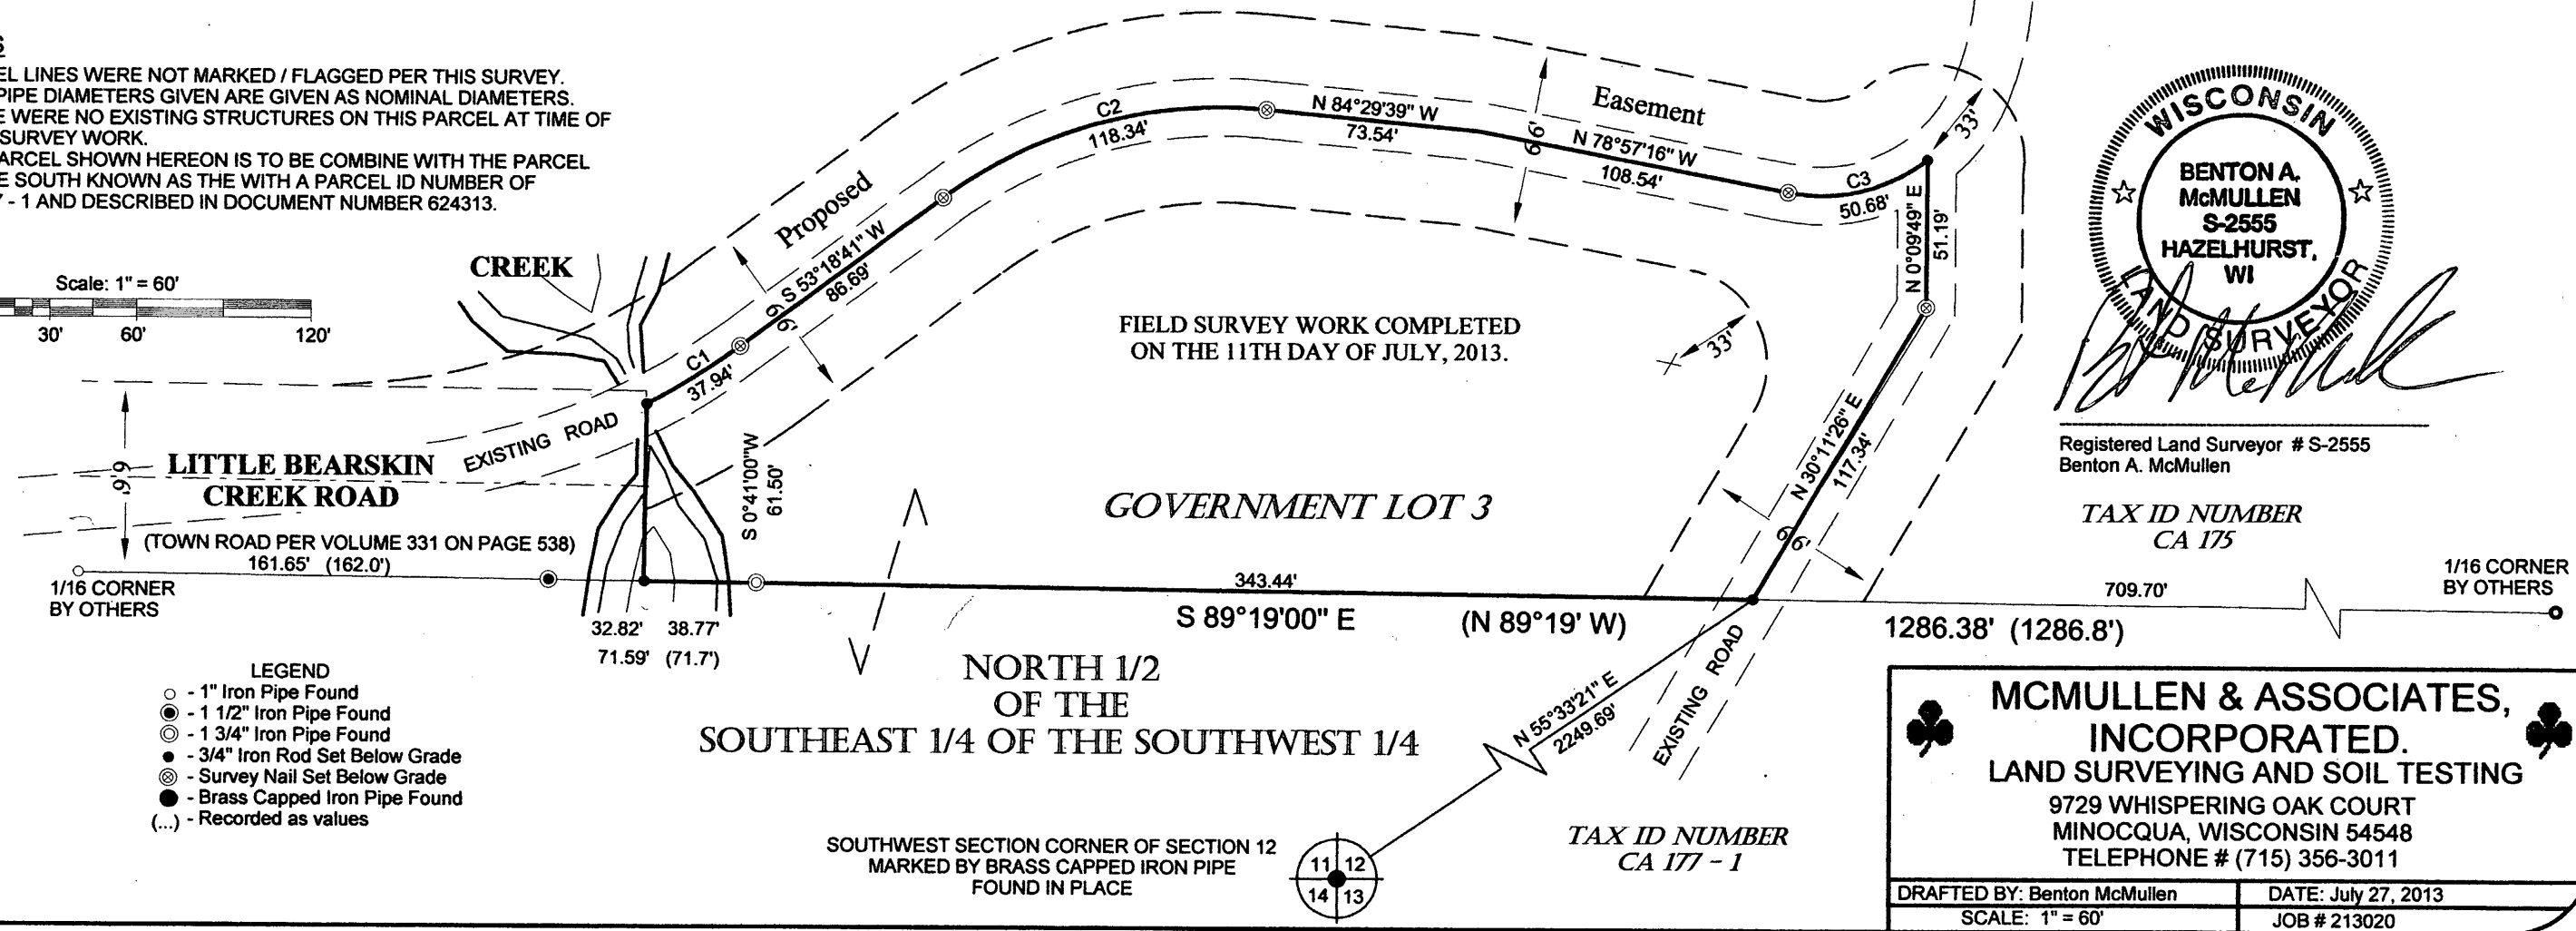 EL LINES WERE NOT MARKED / FLAGGED PER THIS SURVEY.
PIPE DIAMETERS GIVEN ARE GIVEN AS NOMINAL DIAMETERS.
E WERE NO EXISTING STRUCTURES ON THIS PARCEL AT TIME OF
SURVEY WORK.
ARCEL SHOWN HEREON IS TO BE COMBINE WITH THE PARCEL
E SOUTH KNOWN AS THE WITH A PARCEL ID NUMBER OF
- 1 AND DESCRIBED IN DOCUMENT NUMBER 624313.
Scale: 1" = 60'
30' 60' 120'
CREEK
Proposed
Easement
C1
37.94'
S 53°18'41" W
86.69'
66'
C2
118.34'
N 84°29'39" W
73.54'
66'
N 78°57'16" W
108.54'
C3
50.68'
33'
N 0°09'49" E
51.19'
WISCONSIN
BENTON A.
McMULLEN
S-2555
HAZELHURST,
WI
LAND SURVEYOR
Registered Land Surveyor # S-2555
Benton A. McMullen
FIELD SURVEY WORK COMPLETED
ON THE 11TH DAY OF JULY, 2013.
33'
N 30°11'26" E
117.34'
66'
EXISTING ROAD
66'
LITTLE BEARSKIN
CREEK ROAD
(TOWN ROAD PER VOLUME 331 ON PAGE 538)
161.65' (162.0')
S 0°41'00"W
61.50'
GOVERNMENT LOT 3
TAX ID NUMBER
CA 175
1/16 CORNER
BY OTHERS
32.82' 38.77'
71.59' (71.7')
343.44'
S 89°19'00" E (N 89°19' W)
709.70'
1286.38' (1286.8')
1/16 CORNER
BY OTHERS
NORTH 1/2
OF THE
SOUTHEAST 1/4 OF THE SOUTHWEST 1/4
N 55°33'21" E
2249.69'
EXISTING ROAD
LEGEND
- 1" Iron Pipe Found
- 1 1/2" Iron Pipe Found
- 1 3/4" Iron Pipe Found
- 3/4" Iron Rod Set Below Grade
- Survey Nail Set Below Grade
- Brass Capped Iron Pipe Found
(...) - Recorded as values
SOUTHWEST SECTION CORNER OF SECTION 12
MARKED BY BRASS CAPPED IRON PIPE
FOUND IN PLACE
11 12
14 13
TAX ID NUMBER
CA 177 - 1
MCMULLEN & ASSOCIATES,
INCORPORATED.
LAND SURVEYING AND SOIL TESTING
9729 WHISPERING OAK COURT
MINOCQUA, WISCONSIN 54548
TELEPHONE # (715) 356-3011
DRAFTED BY: Benton McMullen
DATE: July 27, 2013
SCALE: 1" = 60'
JOB # 213020